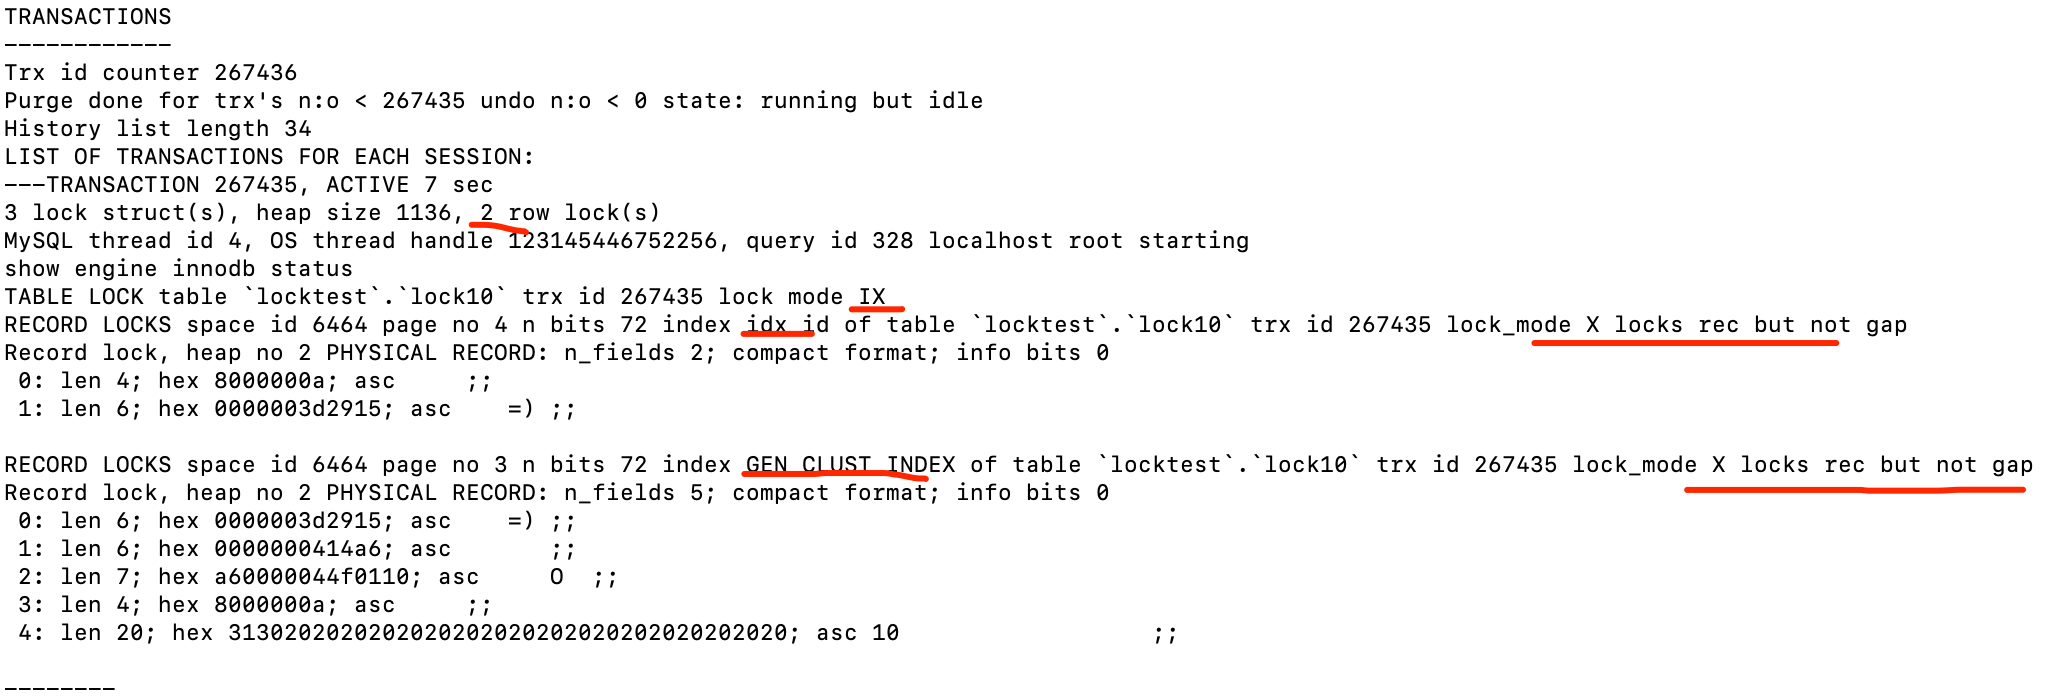 TRANSACTIONS
------------
Trx id counter 267436
Purge done for trx's n:o < 267435 undo n:o < 0 state: running but idle
History list length 34
LIST OF TRANSACTIONS FOR EACH SESSION:
---TRANSACTION 267435, ACTIVE 7 sec
3 lock struct(s), heap size 1136, 2 row lock(s)
MySQL thread id 4, OS thread handle 123145446752256, query id 328 localhost root starting
show engine innodb status
TABLE LOCK table `locktest`.`lock10` trx id 267435 lock mode IX
RECORD LOCKS space id 6464 page no 4 n bits 72 index idx_id of table `locktest`.`lock10` trx id 267435 lock_mode X locks rec but not gap
Record lock, heap no 2 PHYSICAL RECORD: n_fields 2; compact format; info bits 0
 0: len 4; hex 8000000a; asc     ;;
 1: len 6; hex 0000003d2915; asc    =) ;;

RECORD LOCKS space id 6464 page no 3 n bits 72 index GEN_CLUST_INDEX of table `locktest`.`lock10` trx id 267435 lock_mode X locks rec but not gap
Record lock, heap no 2 PHYSICAL RECORD: n_fields 5; compact format; info bits 0
 0: len 6; hex 0000003d2915; asc    =) ;;
 1: len 6; hex 0000000414a6; asc       ;;
 2: len 7; hex a60000044f0110; asc     O  ;;
 3: len 4; hex 8000000a; asc     ;;
 4: len 20; hex 3130202020202020202020202020202020202020; asc 10                  ;;

--------